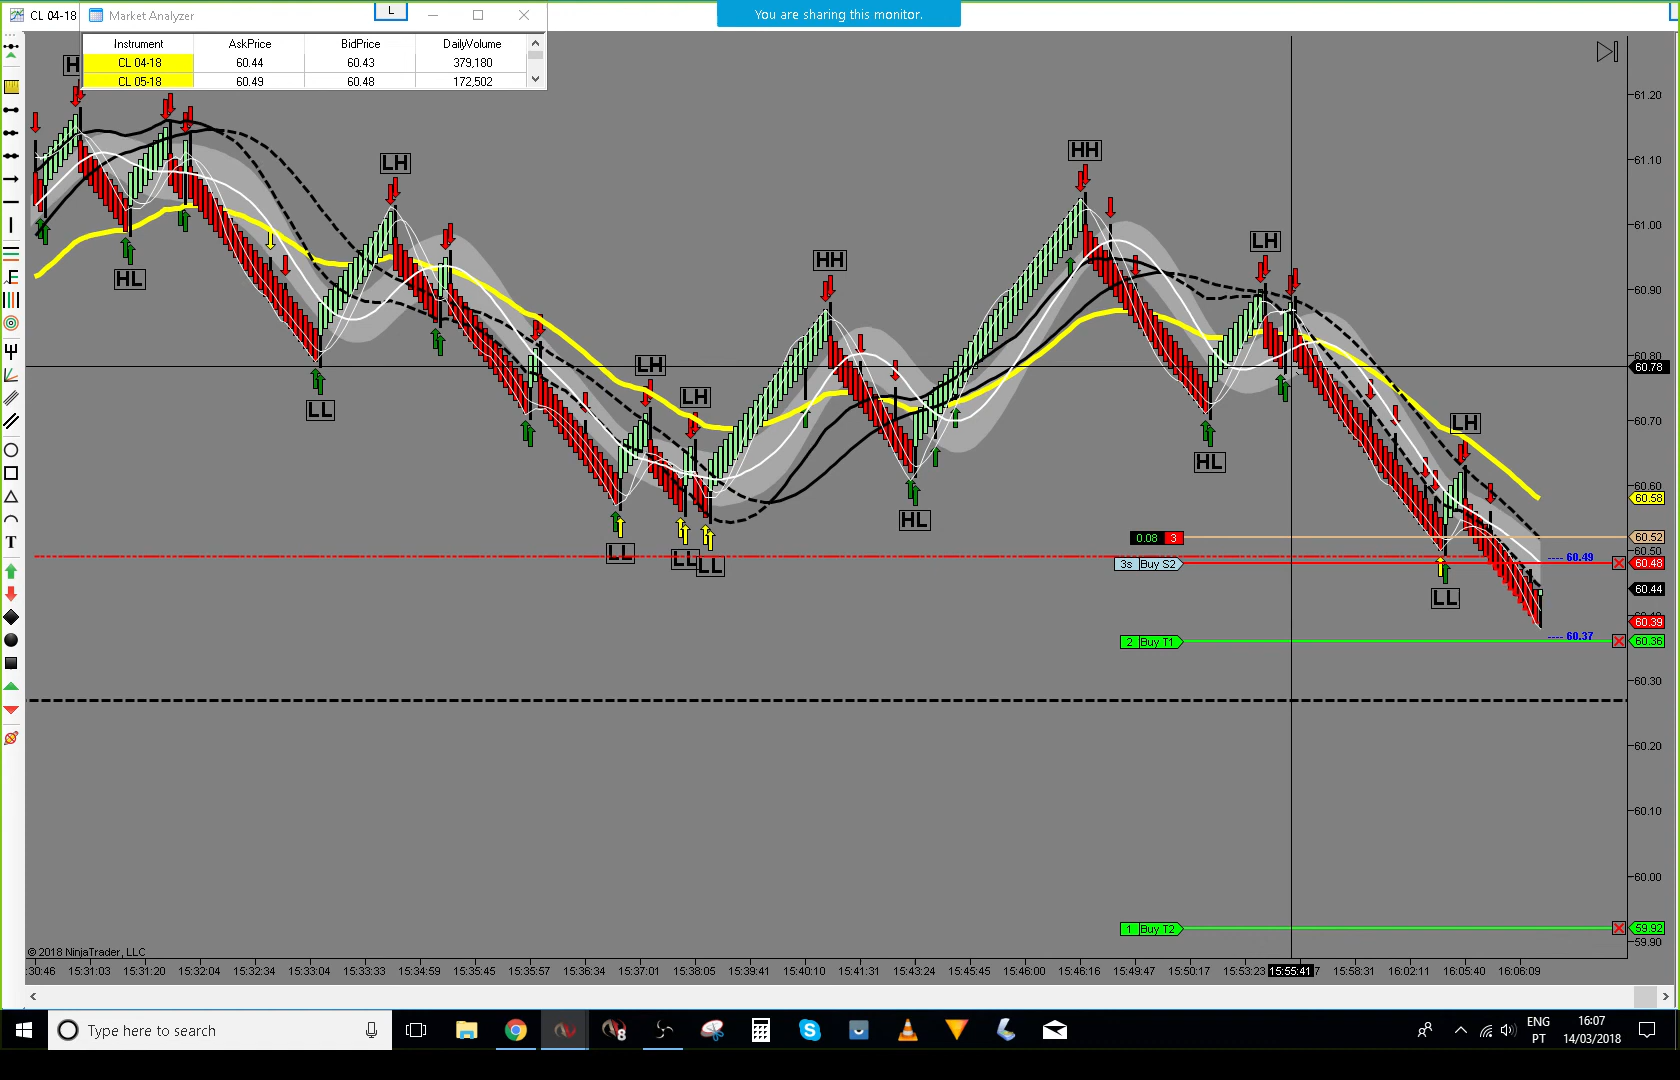 CL 04-18
Market Analyzer
L
You are sharing this monitor.
Instrument AskPrice BidPrice DailyVolume
CL 04-18 60.44 60.43 379,180
CL 05-18 60.49 60.48 172,502
61.20
HH
LH
61.10
LH
61.00
HH
HL
60.90
60.80
60.78
LH
LH
LL
60.70
LH
HL
60.60
60.58
HL
0.08 3
60.52
LL
LL
LL
60.50
60.49
3s Buy S2
60.48
60.44
LL
60.39
60.37
2 Buy T1
60.36
60.30
60.20
60.10
60.00
1 Buy T2
59.92
59.90
© 2018 NinjaTrader, LLC
:30:46 15:31:03 15:31:20 15:32:04 15:32:34 15:33:04 15:33:33 15:34:59 15:35:45 15:35:57 15:36:34 15:37:01 15:38:05 15:39:41 15:40:10 15:41:31 15:43:24 15:45:45 15:46:00 15:46:16 15:49:47 15:50:17 15:53:23 15:55:41 7 15:58:31 16:02:11 16:05:40 16:06:09
Type here to search
8
ENG
PT
16:07
14/03/2018